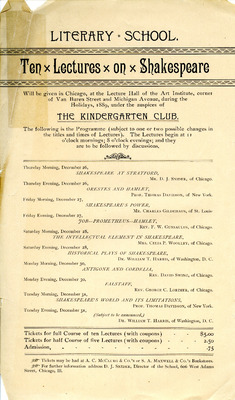 LITERARY · SCHOOL.
Ten × Lectures × on × Shakespeare
Will be given in Chicago, at the Lecture Hall of the Art Institute, corner
of Van Buren Street and Michigan Avenue, during the
Holidays, 1889, under the auspices of
THE KINDERGARTEN CLUB.
The following is the Programme (subject to one or two possible changes in
the titles and times of Lectures). The Lectures begin at 11
o'clock mornings; 8 o'clock evenings; and they
are to be followed by discussions,
Thursday Morning, December 26,
SHAKESPEARE AT STRATFORD,
MR. D. J. SNIDER, of Chicago.
Thursday Evening, December 26,
ORESTES AND HAMLET,
PROF. THOMAS DAVIDSON, of New York.
Friday Morning, December 27,
SHAKESPEARE'S POWER,
MR. CHARLES of St. Louis
Friday Evening, December 27,
JOB—PROMETHEUS—HAMLET,
REV. F. W. of Chicago.
Saturday Morning, December 28,
THE INTELLECTUAL ELEMENT IN SHAKESPEARE,
MRS. CELIA P. WOOLLEY, of Chicago.
Saturday Evening, December 28,
HISTORICAL PLAYS OF SHAKESPEARE,
DR. WILLIAM T. HARRIS, of Washington, D. C.
Monday Morning, December 30,
ANTIGONE AND CORDELIA,
REV. DAVID SWING, of Chicago.
Monday Evening, December 30,
FALSTAFF,
REV. GEORGE C. LORIMER, of Chicago.
Tuesday Morning, December 31,
SHAKESPEARE'S WORLD AND ITS LIMITATIONS,
PROF. THOMAS DAVIDSON, of New York.
Tuesday Evening, December 31,
(Subject to be announced.)
DR. WILLIAM T. HARRIS, of Washington, D. C.
Tickets for full Course of ten Lectures (with coupons) - $5.00
Tickets for half Course of five Lectures (with coupons) - 2.50
Admission, - - - .75
Tickets may be had at A. C. MCCLURG & CO.'S or S. A. MAXWELL & CO.'S Bookstores.
For further information address D. J. SNIDER, Director of the School, 606 West Adams
Street, Chicago, Ill.